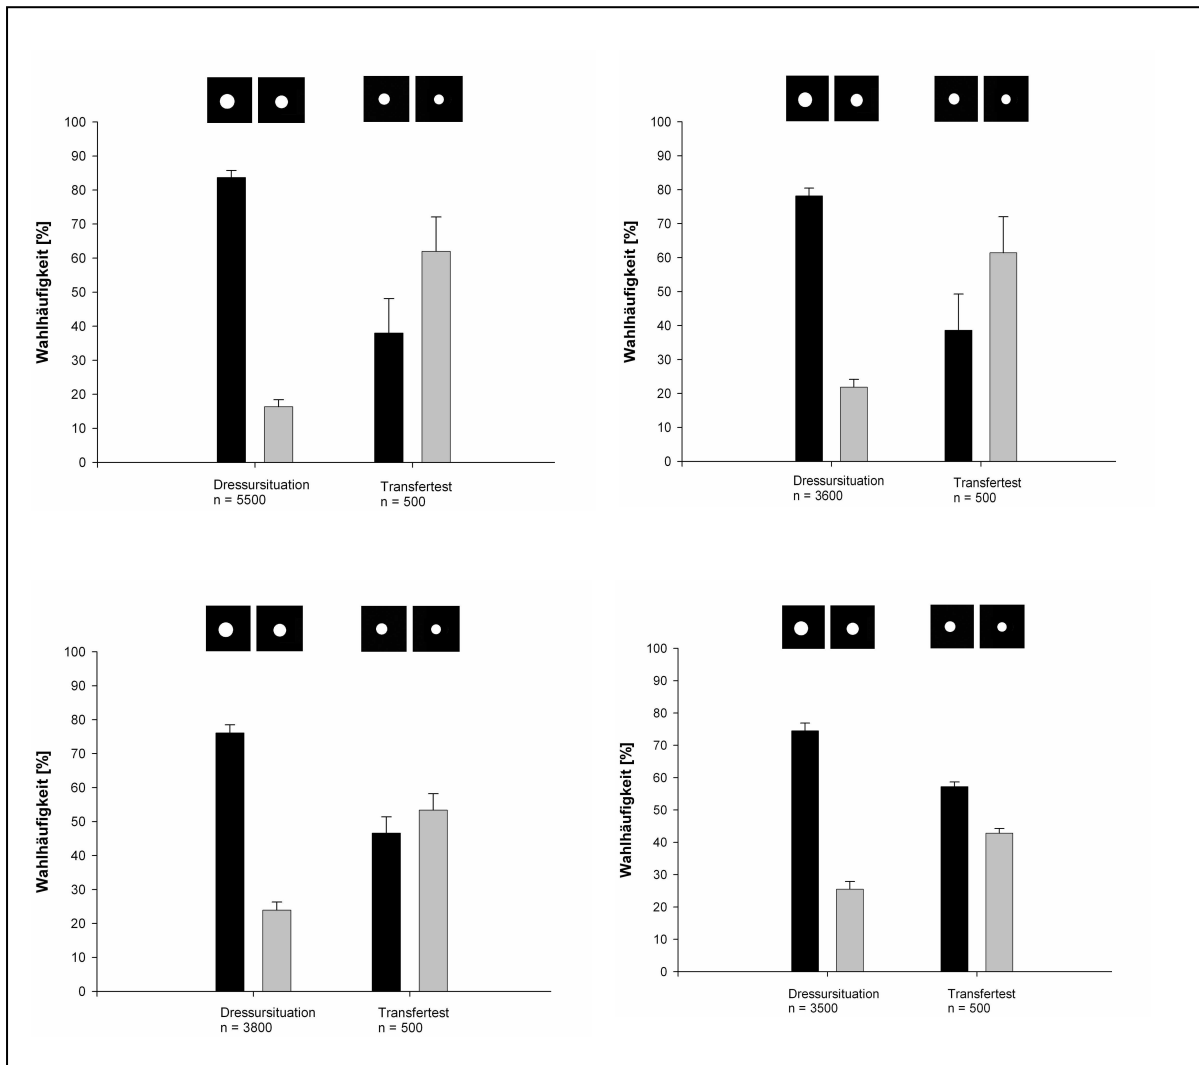 100
90
80
70
60
50
40
30
20
10
0
Wahlhäufigkeit [%]
Dressursituation
n = 5500
Transfertest
n = 500
100
90
80
70
60
50
40
30
20
10
0
Wahlhäufigkeit [%]
Dressursituation
n = 3600
Transfertest
n = 500
100
90
80
70
60
50
40
30
20
10
0
Wahlhäufigkeit [%]
Dressursituation
n = 3800
Transfertest
n = 500
100
90
80
70
60
50
40
30
20
10
0
Wahlhäufigkeit [%]
Dressursituation
n = 3500
Transfertest
n = 500